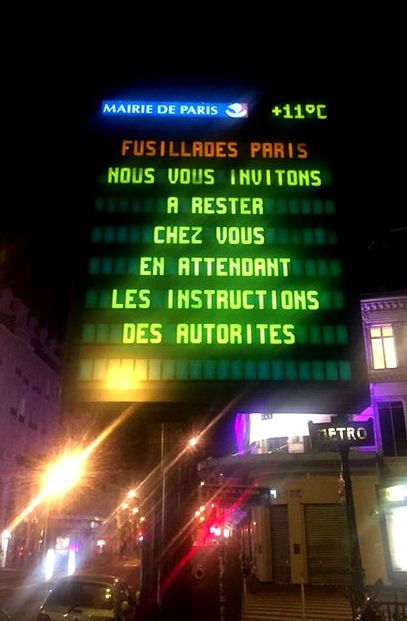 MAIRIE DE PARIS +11°C
FUSILLADES PARIS
NOUS VOUS INVITONS
A RESTER
CHEZ VOUS
EN ATTENDANT
LES INSTRUCTIONS
DES AUTORITES
METRO